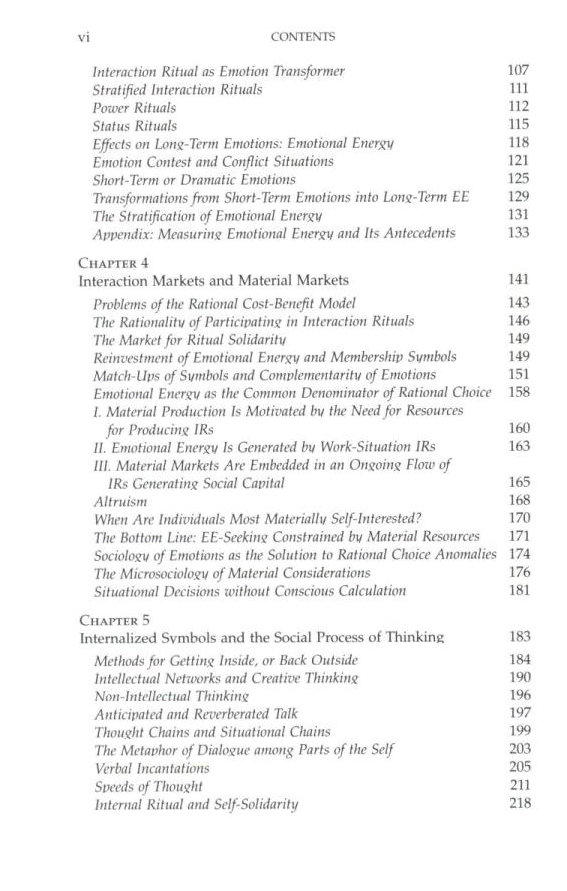 vi CONTENTS
Interaction Ritual as Emotion Transformer 107
Stratified Interaction Rituals 111
Power Rituals 112
Status Rituals 115
Effects on Long-Term Emotions: Emotional Energy 118
Emotion Contest and Conflict Situations 121
Short-Term or Dramatic Emotions 125
Transformations from Short-Term Emotions into Long-Term EE 129
The Stratification of Emotional Energy 131
Appendix: Measuring Emotional Energy and Its Antecedents 133
CHAPTER 4
Interaction Markets and Material Markets 141
Problems of the Rational Cost-Benefit Model 143
The Rationality of Participating in Interaction Rituals 146
The Market for Ritual Solidarity 149
Reinvestment of Emotional Energy and Membership Symbols 149
Match-Ups of Symbols and Complementarity of Emotions 151
Emotional Energy as the Common Denominator of Rational Choice 158
I. Material Production Is Motivated by the Need for Resources
for Producing IRs 160
II. Emotional Energy Is Generated by Work-Situation IRs 163
III. Material Markets Are Embedded in an Ongoing Flow of
IRs Generating Social Capital 165
Altruism 168
When Are Individuals Most Materially Self-Interested? 170
The Bottom Line: EE-Seeking Constrained by Material Resources 171
Sociology of Emotions as the Solution to Rational Choice Anomalies 174
The Microsociology of Material Considerations 176
Situational Decisions without Conscious Calculation 181
CHAPTER 5
Internalized Symbols and the Social Process of Thinking 183
Methods for Getting Inside, or Back Outside 184
Intellectual Networks and Creative Thinking 190
Non-Intellectual Thinking 196
Anticipated and Reverberated Talk 197
Thought Chains and Situational Chains 199
The Metaphor of Dialogue among Parts of the Self 203
Verbal Incantations 205
Speeds of Thought 211
Internal Ritual and Self-Solidarity 218